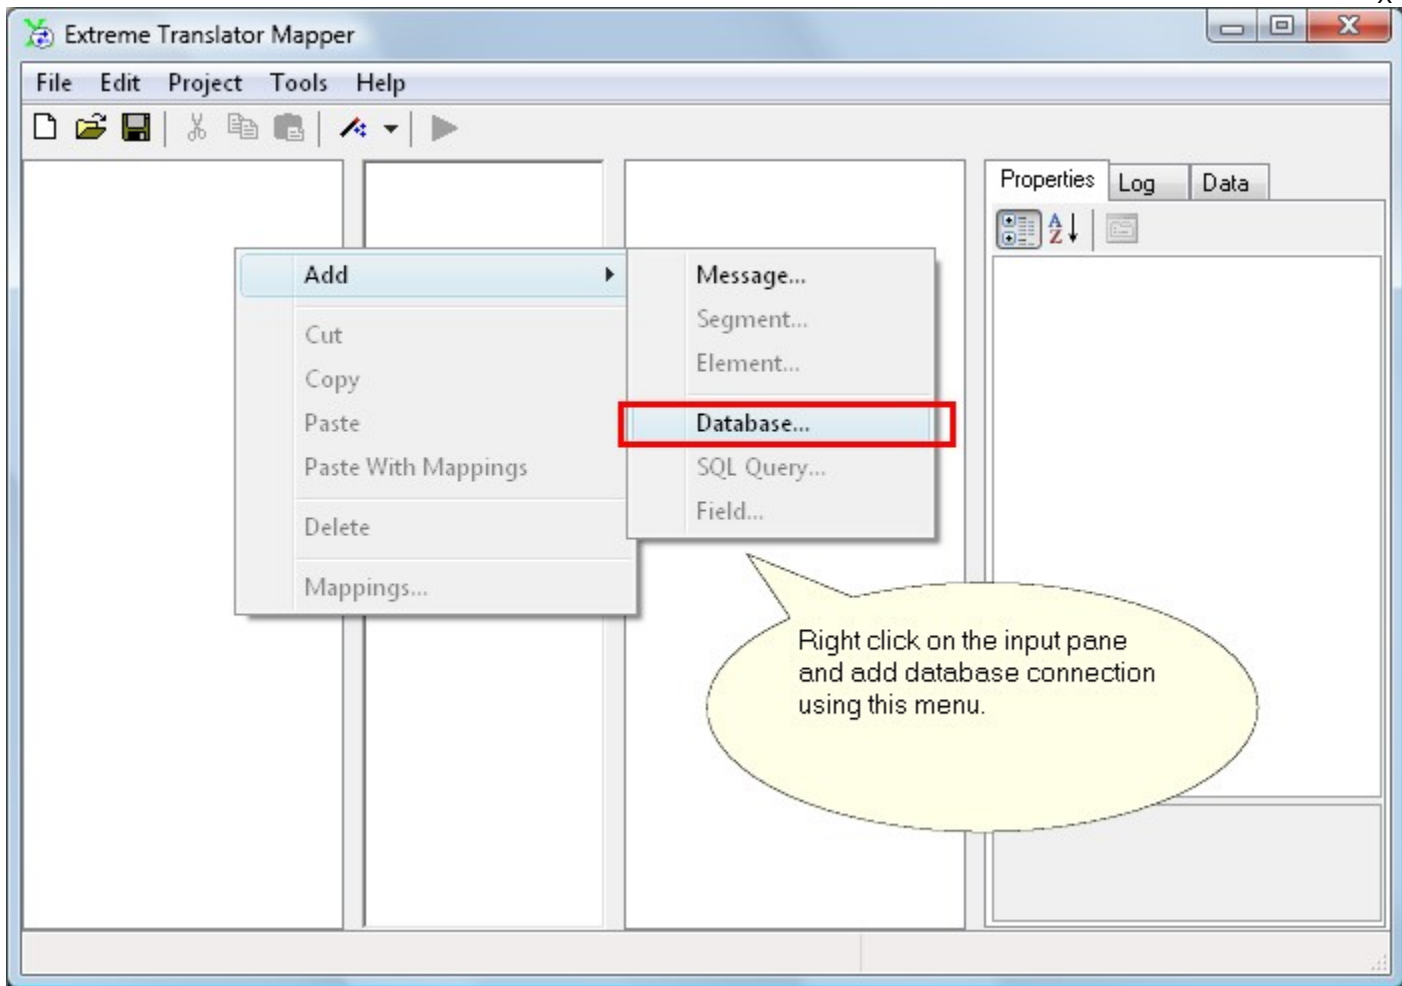 x
Extreme Translator Mapper
File Edit Project Tools Help
Properties Log Data
Add
Cut
Copy
Paste
Paste With Mappings
Delete
Mappings...
Message...
Segment...
Element...
Database...
SQL Query...
Field...
Right click on the input pane
and add database connection
using this menu.